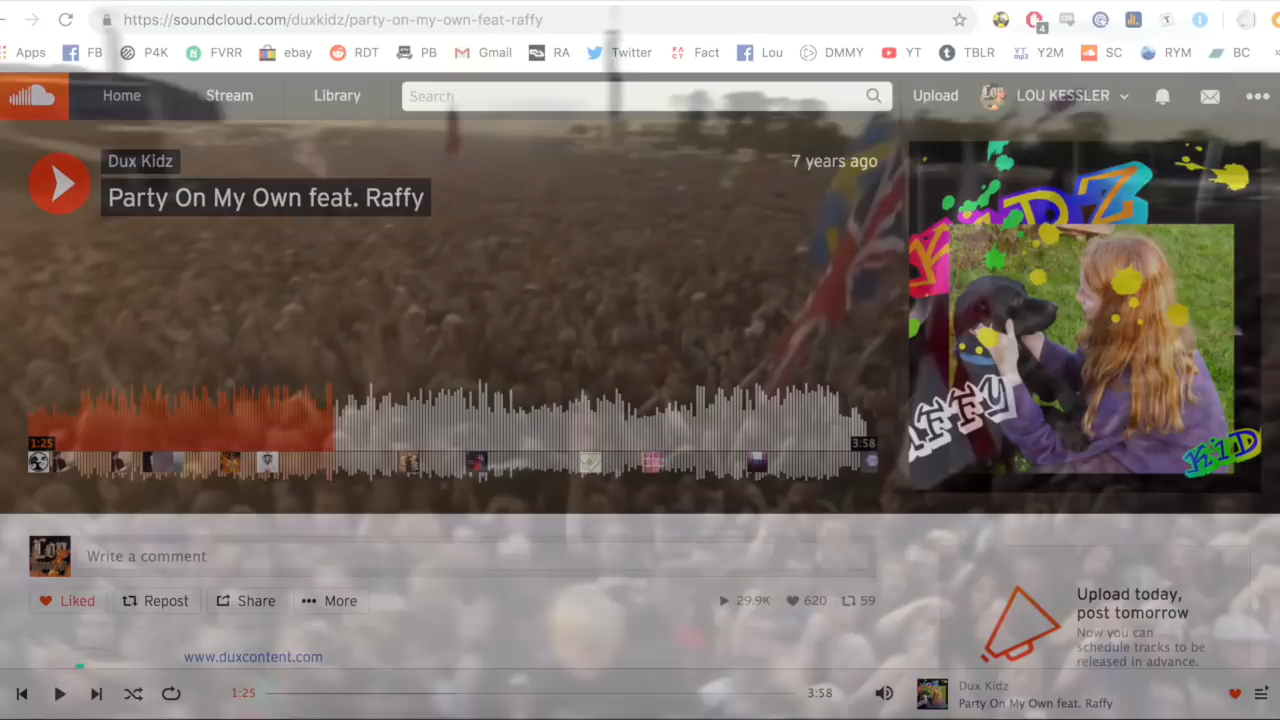 https://soundcloud.com/duxkidz/party-on-my-own-feat-raffy
4
Apps FB P4K FVRR ebay RDT PB Gmail RA Twitter Fact Lou DMMY YT TBLR Y2M SC RYM BC
Home Stream Library Search Upload LOU KESSLER
Dux Kidz
7 years ago
Party On My Own feat. Raffy
KIDZ
KID
1:25 3:58
Lou Write a comment
Liked Repost Share More 29.9K 620 59
Upload today,
post tomorrow
Now you can
schedule tracks to be
released in advance.
www.duxcontent.com
1:25 3:58
Dux Kidz
Party On My Own feat. Raffy